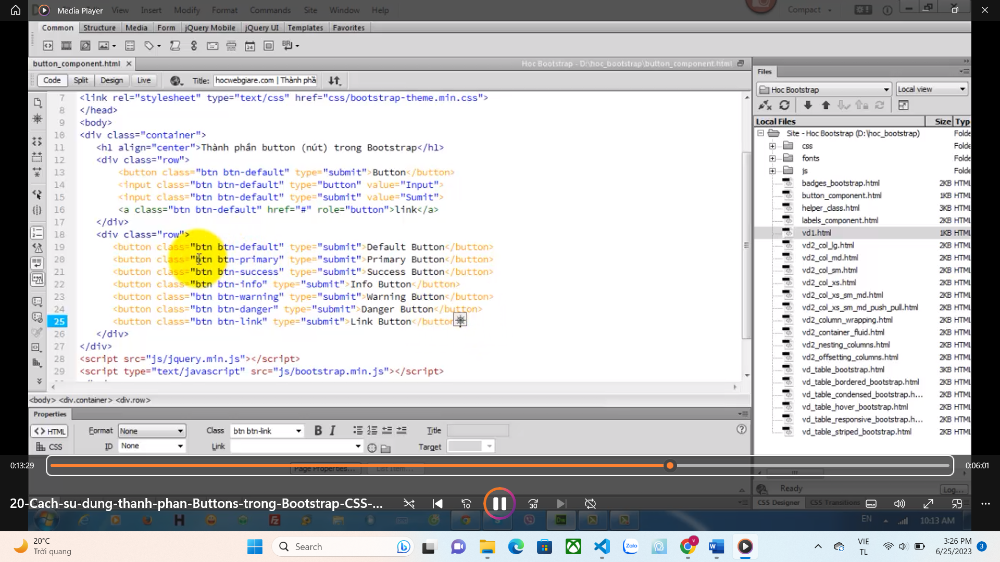 Media Player
View Insert Modify Format Commands Site Window Help
Compact
Common Structure Media Form jQuery Mobile jQuery UI Templates Favorites
button_component.html
Hoc Bootstrap - D:\hoc_bootstrap\button_component.html
Code Split Design Live Title: hocwebgiare.com | Thành phầ
7 <link rel="stylesheet" type="text/css" href="css/bootstrap-theme.min.css">
8 </head>
9 <body>
10 <div class="container">
11 <h1 align="center">Thành phần button (nút) trong Bootstrap</h1>
12 <div class="row">
13 <button class="btn btn-default" type="submit">Button</button>
14 <input class="btn btn-default" type="button" value="Input">
15 <input class="btn btn-default" type="submit" value="Sumit">
16 <a class="btn btn-default" href="#" role="button">link</a>
17 </div>
18 <div class="row">
19 <button class="btn btn-default" type="submit">Default Button</button>
20 <button class="btn btn-primary" type="submit">Primary Button</button>
21 <button class="btn btn-success" type="submit">Success Button</button>
22 <button class="btn btn-info" type="submit">Info Button</button>
23 <button class="btn btn-warning" type="submit">Warning Button</button>
24 <button class="btn btn-danger" type="submit">Danger Button</button>
25 <button class="btn btn-link" type="submit">Link Button</button
26 </div>
27 </div>
28 <script src="js/jquery.min.js"></script>
29 <script type="text/javascript" src="js/bootstrap.min.js"></script>
<body> <div.container> <div.row>
Properties
<> HTML Format None Class btn btn-link B I Title
CSS ID None Link Target
Page Properties... List Item...
Files
Hoc Bootstrap Local view
Local Files Size Typ
Site - Hoc Bootstrap (D:\hoc_bootstrap) Folde
css Folde
fonts Folde
js Folde
badges_bootstrap.html 2KB HTML
button_component.html 1KB HTML
helper_class.html 3KB HTML
labels_component.html 2KB HTML
vd1.html 1KB HTML
vd2_col_lg.html 2KB HTML
vd2_col_md.html 2KB HTML
vd2_col_sm.html 2KB HTML
vd2_col_xs.html 2KB HTML
vd2_col_xs_sm_md.html 2KB HTML
vd2_col_xs_sm_md_push_pull.html 2KB HTML
vd2_column_wrapping.html 2KB HTML
vd2_container_fluid.html 2KB HTML
vd2_nesting_columns.html 2KB HTML
vd2_offsetting_columns.html 2KB HTML
vd_table_bootstrap.html 3KB HTML
vd_table_bordered_bootstrap.html 2KB HTML
vd_table_condensed_bootstrap.h... 2KB HTML
vd_table_hover_bootstrap.html 2KB HTML
vd_table_responsive_bootstrap.h... 2KB HTML
vd_table_striped_bootstrap.html 2KB HTML
0:13:29 0:06:01
Ready Log...
20-Cach-su-dung-thanh-phan-Buttons-trong-Bootstrap-CSS-...
10 30
CSS Designer CSS Transitions
EN 10:13 AM
20°C
Trời quang
Search
Zalo
VIE
TL
3:26 PM
6/25/2023
3